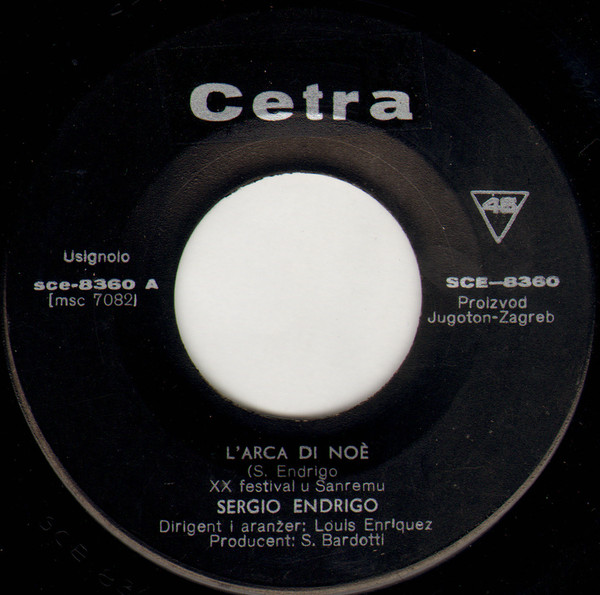 Cetra
45
Usignolo
sce-8360 A
[msc 7082]
SCE—8360
Proizvod
Jugoton-Zagreb
L'ARCA DI NOÈ
(S. Endrigo
XX festival u Sanremu
SERGIO ENDRIGO
Dirigent i aranžer: Louis Enriquez
Producent: S. Bardotti